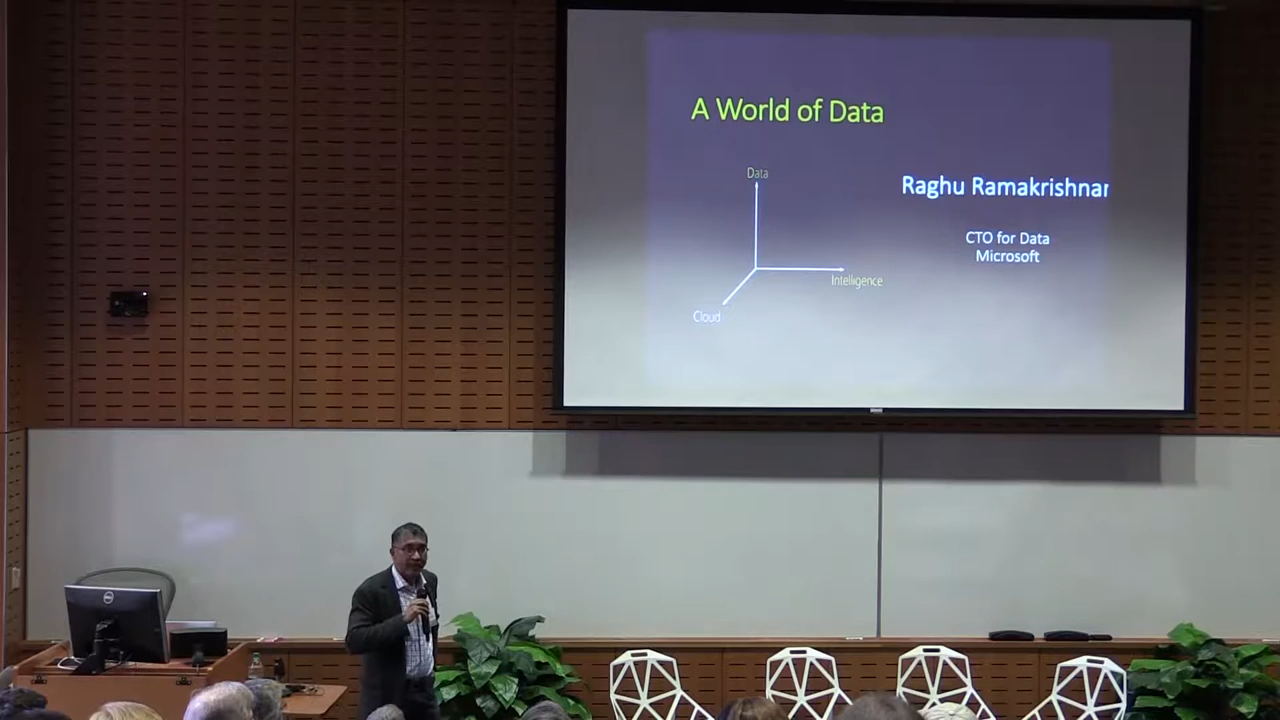 A World of Data
Data
Raghu Ramakrishnar
CTO for Data
Microsoft
Intelligence
Cloud
DELL